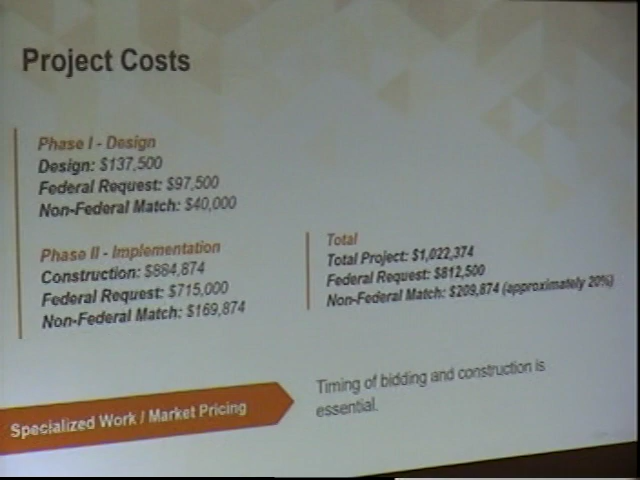 Project Costs
Phase I - Design
Design: $137,500
Federal Request: $97,500
Non-Federal Match: $40,000
Phase II - Implementation
Construction: $884,874
Federal Request: $715,000
Non-Federal Match: $169,874
Total
Total Project: $1,022,374
Federal Request: $812,500
Non-Federal Match: $209,874 (approximately 20%)
Specialized Work / Market Pricing
Timing of bidding and construction is
essential.